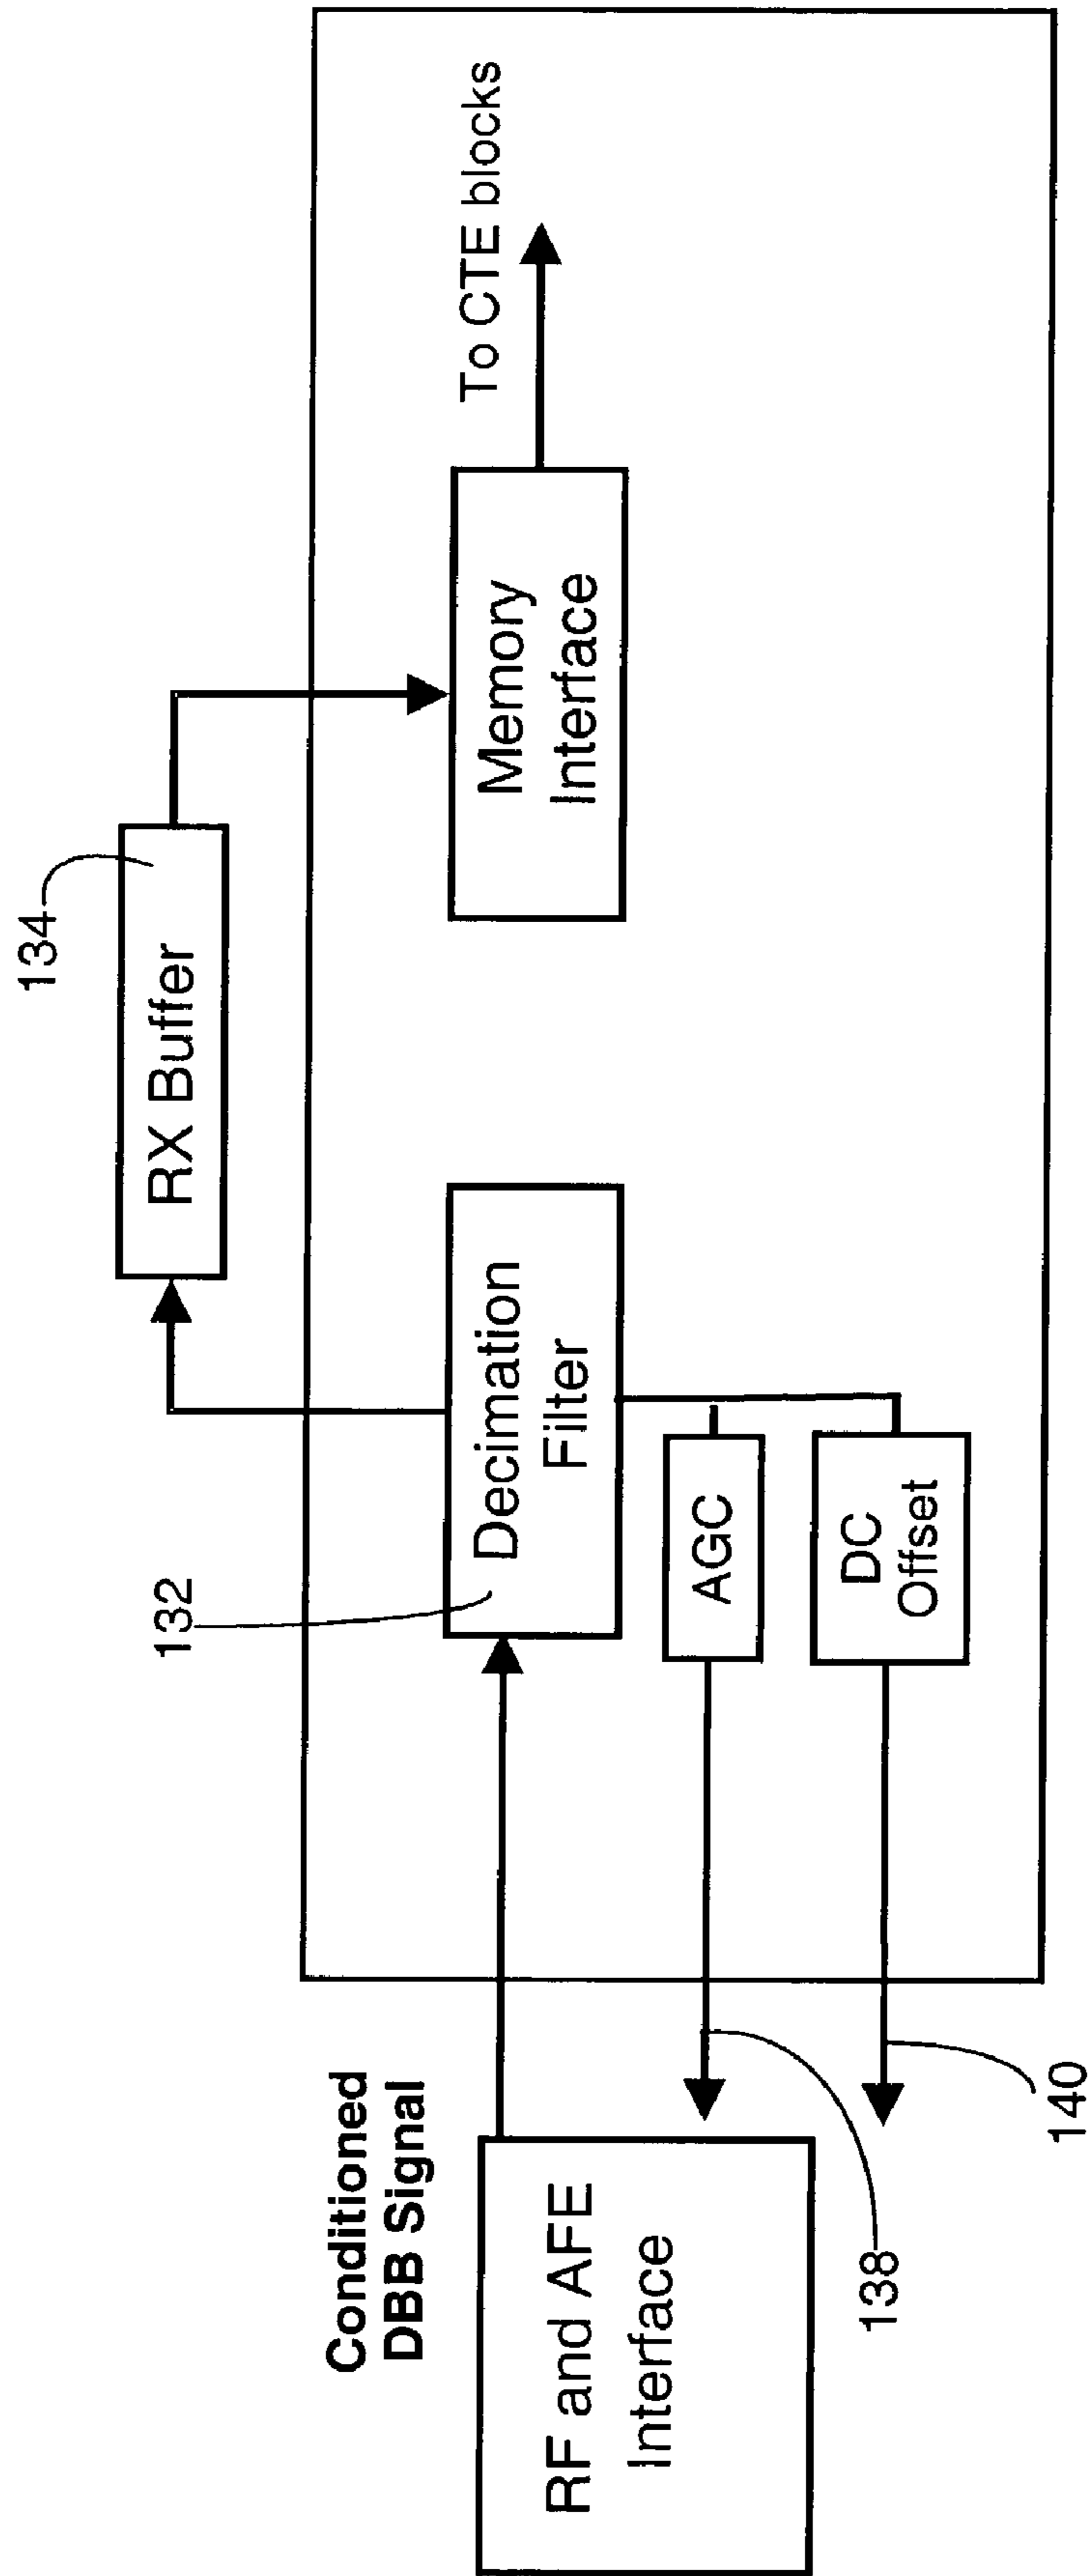 134
RX Buffer
To CTE blocks
132
Decimation
Filter
Memory
Interface
Conditioned
DBB Signal
RF and AFE
Interface
AGC
DC
Offset
138
140